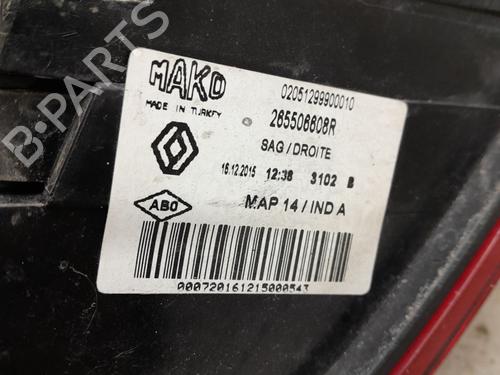 B-PARTS
MAKO
MADE IN TURKEY
02051299900010
265506608R
SAG / DROITE
16.12.2015 12:38 3102 B
ABO
MAP 14 / IND A
000720161215000543